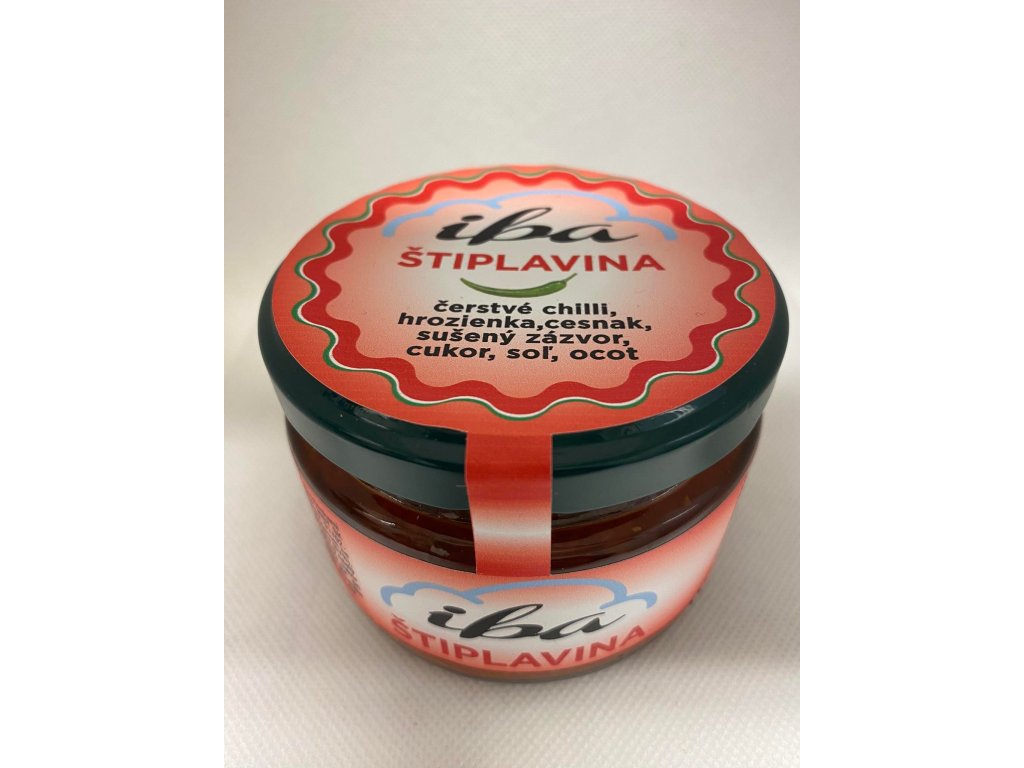 iba
ŠTIPLAVINA
čerstvé chilli,
hrozienka,cesnak,
sušený zázvor,
cukor, soľ, ocot
iba
ŠTIPLAVINA